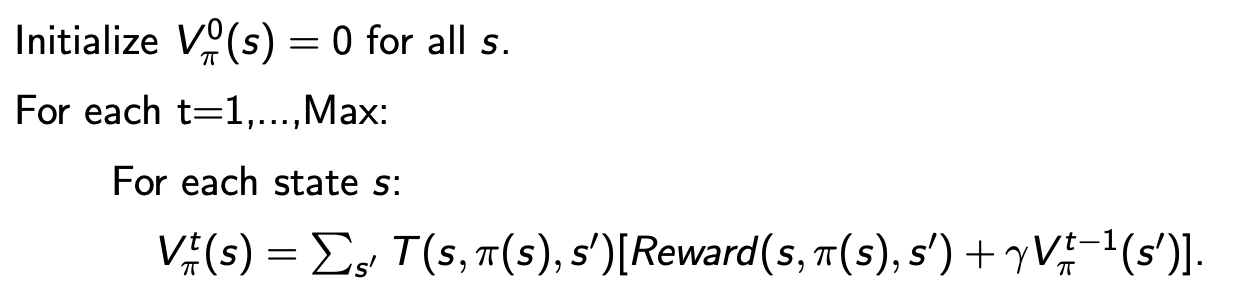 Initialize $V_{\pi}^{0}(s) = 0$ for all $s$.
For each t=1,...,Max:
For each state $s$:
$V_{\pi}^{t}(s) = \sum_{s'} T(s, \pi(s), s')[Reward(s, \pi(s), s') + \gamma V_{\pi}^{t-1}(s')].$